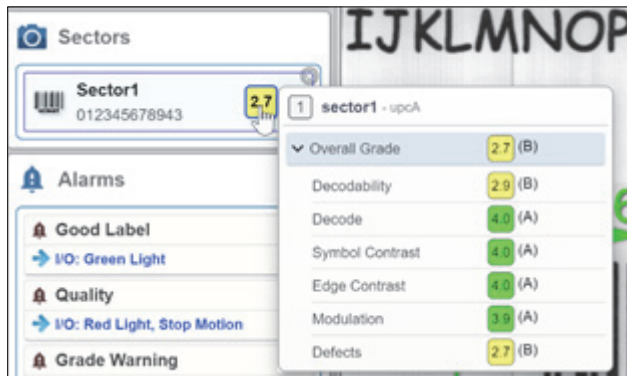 Sectors
Sector1
012345678943
2.7
Alarms
Good Label
I/O: Green Light
Quality
I/O: Red Light, Stop Motion
Grade Warning
IJKLMNOP
1 sector1 - upcA
Overall Grade 2.7 (B)
Decodability 2.9 (B)
Decode 4.0 (A)
Symbol Contrast 4.0 (A)
Edge Contrast 4.0 (A)
Modulation 3.9 (A)
Defects 2.7 (B)